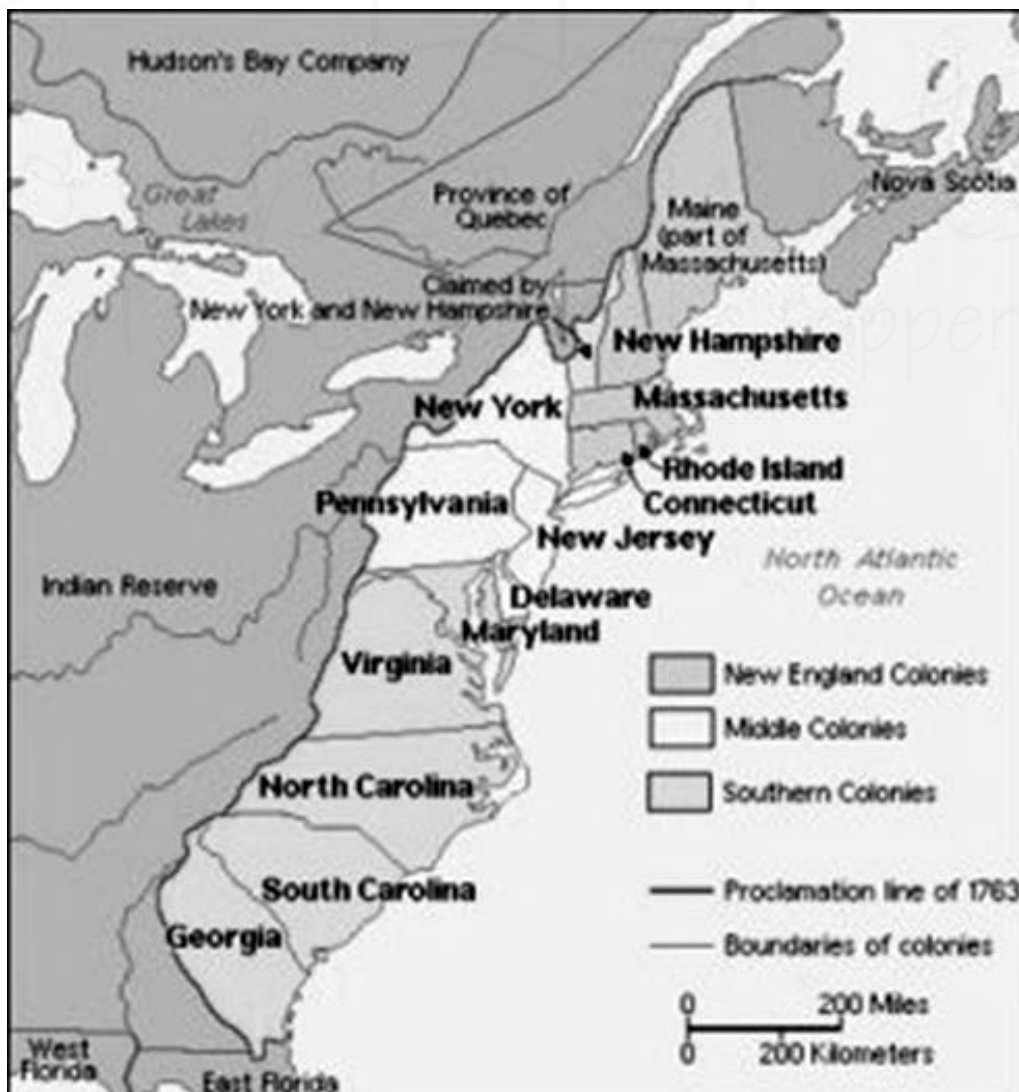 Hudson's Bay Company
Great
Lakes
Province of
Quebec
Nova Scotia
Maine
(part of
Massachusetts)
Claimed by
New York and New Hampshire
New Hampshire
Massachusetts
New York
Rhode Island
Connecticut
Pennsylvania
New Jersey
North Atlantic
Ocean
Indian Reserve
Delaware
Maryland
Virginia
New England Colonies
Middle Colonies
Southern Colonies
North Carolina
South Carolina
Georgia
Proclamation line of 1763
Boundaries of colonies
0 200 Miles
0 200 Kilometers
West
Florida
East Florida